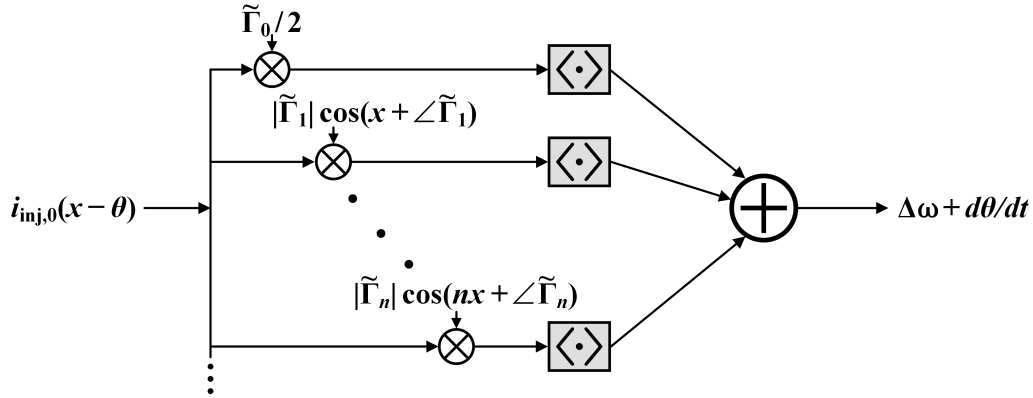 Γ̃₀/2
|Γ̃₁| cos(x + ∠Γ̃₁)
i_inj,0(x − θ)
Δω + dθ/dt
|Γ̃ₙ| cos(nx + ∠Γ̃ₙ)